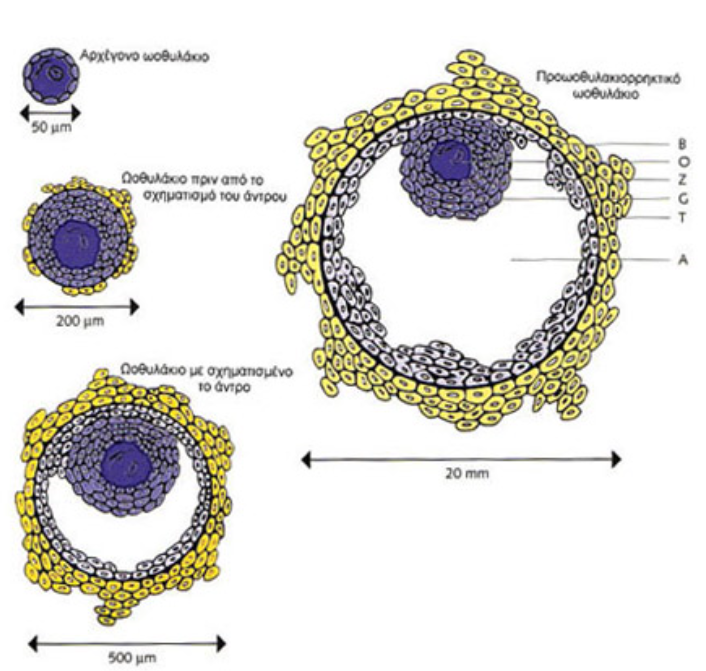 Αρχέγονο ωοθυλάκιο
50 μm
Ωοθυλάκιο πριν από το
σχηματισμό του άντρου
200 μm
Ωοθυλάκιο με σχηματισμένο
το άντρο
500 μm
Προωοθυλακιορρηκτικό
ωοθυλάκιο
B
O
Z
G
T
A
20 mm